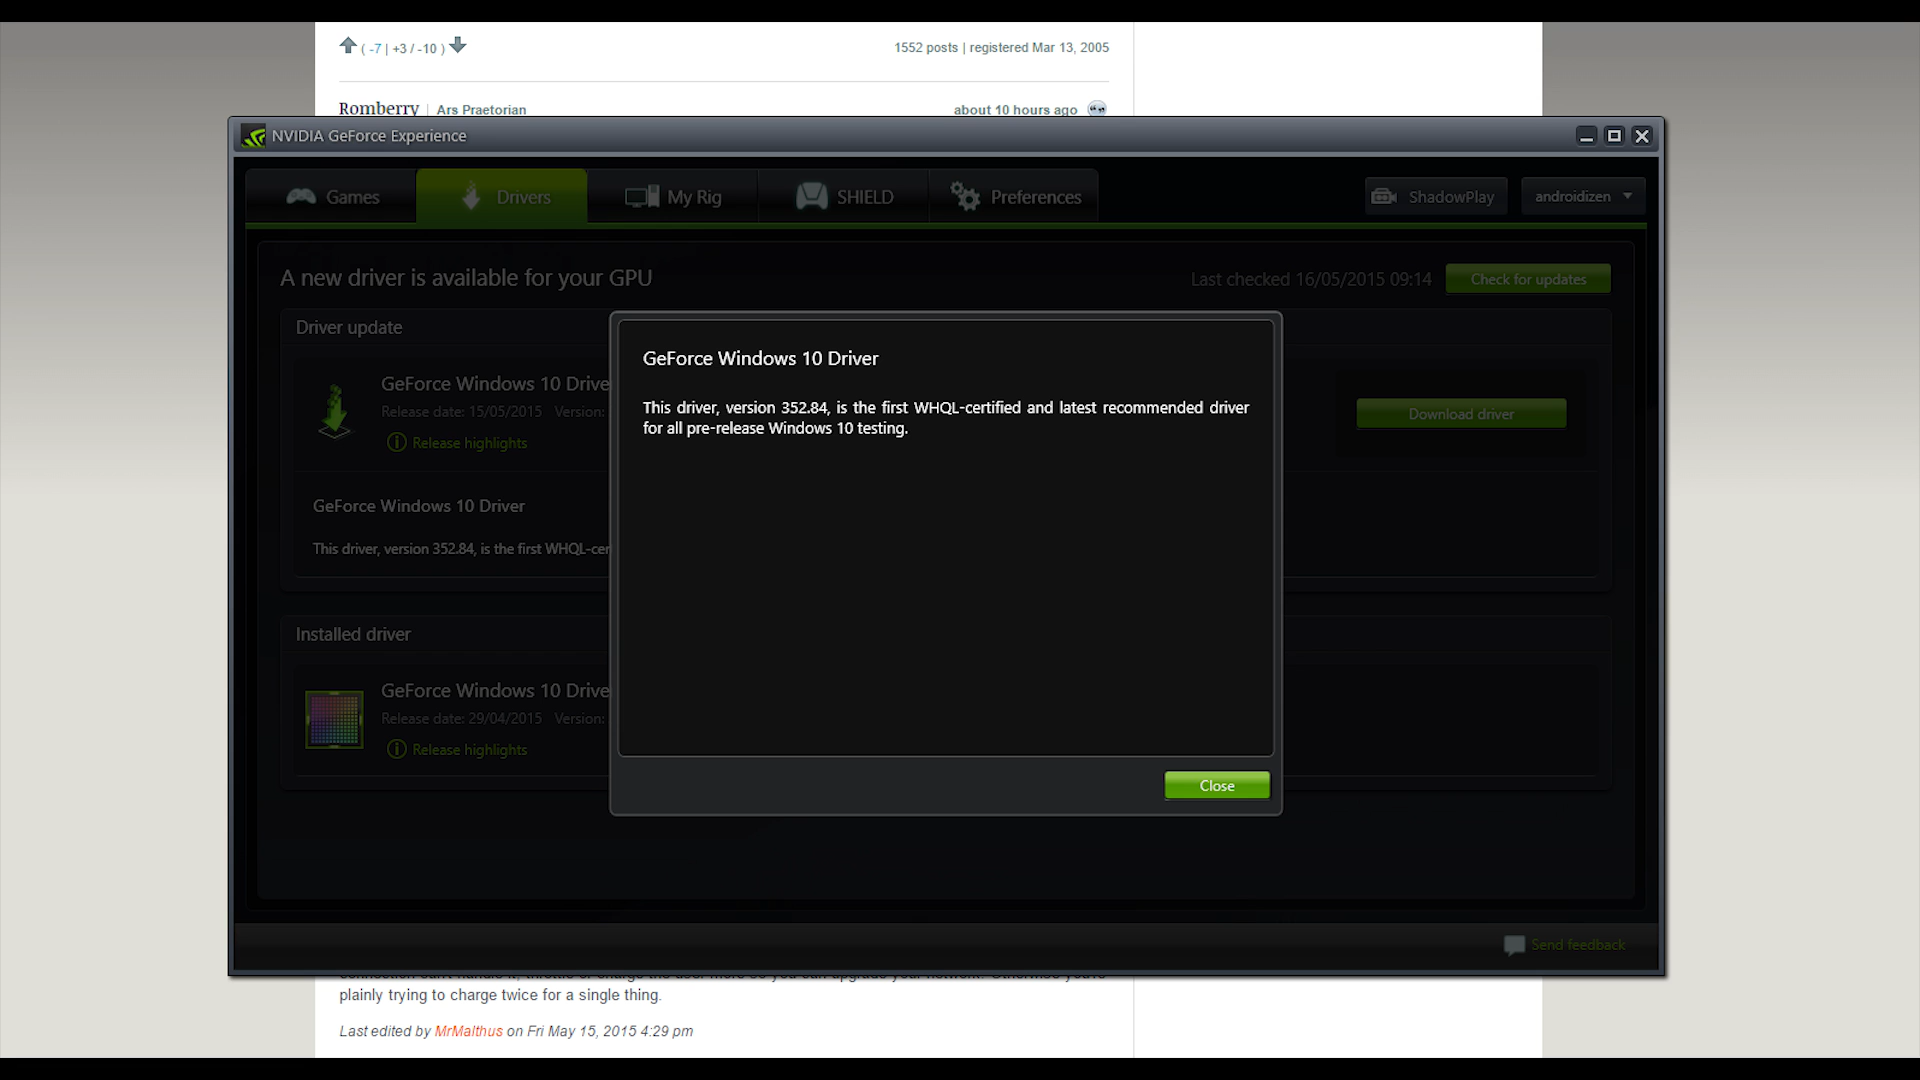 ( -7 | +3 / -10 )
1552 posts | registered Mar 13, 2005
Romberry | Ars Praetorian
about 10 hours ago
NVIDIA GeForce Experience
Games
Drivers
My Rig
SHIELD
Preferences
ShadowPlay
androidizen
A new driver is available for your GPU
Last checked 16/05/2015 09:14
Check for updates
Driver update
GeForce Windows 10 Drive
Release date: 15/05/2015 Version:
Release highlights
Download driver
GeForce Windows 10 Driver
This driver, version 352.84, is the first WHQL-cer
GeForce Windows 10 Driver
This driver, version 352.84, is the first WHQL-certified and latest recommended driver
for all pre-release Windows 10 testing.
Close
Installed driver
GeForce Windows 10 Drive
Release date: 29/04/2015 Version:
Release highlights
Send feedback
plainly trying to charge twice for a single thing.
Last edited by MrMalthus on Fri May 15, 2015 4:29 pm